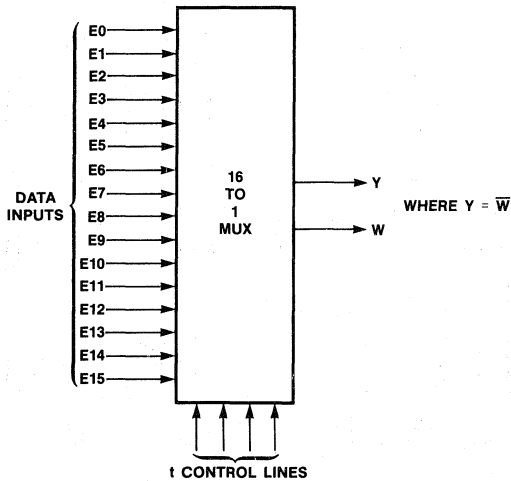 E0
E1
E2
E3
E4
E5
E6
E7
E8
E9
E10
E11
E12
E13
E14
E15
DATA
INPUTS
16
TO
1
MUX
Y
W
WHERE Y = W̅
t CONTROL LINES